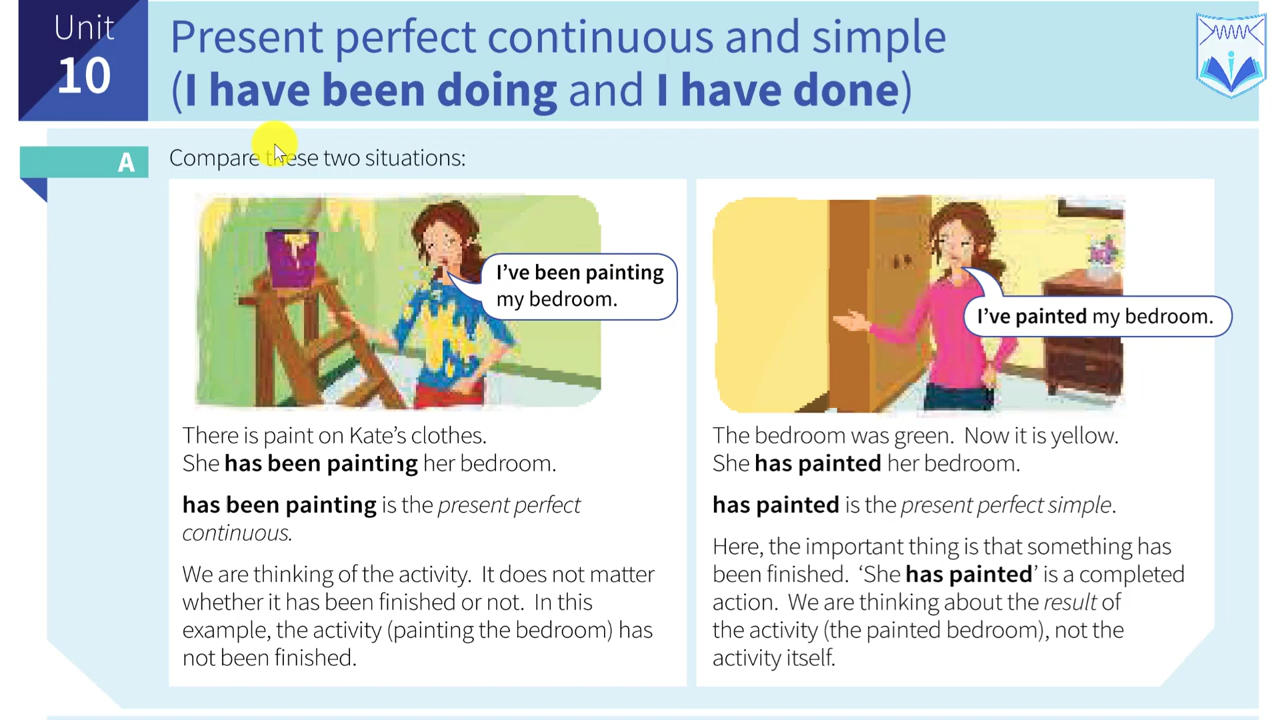 Unit
10
Present perfect continuous and simple
(I have been doing and I have done)
A
Compare these two situations:
I've been painting
my bedroom.
There is paint on Kate's clothes.
She has been painting her bedroom.
has been painting is the present perfect
continuous.
We are thinking of the activity. It does not matter
whether it has been finished or not. In this
example, the activity (painting the bedroom) has
not been finished.
I've painted my bedroom.
The bedroom was green. Now it is yellow.
She has painted her bedroom.
has painted is the present perfect simple.
Here, the important thing is that something has
been finished. ‘She has painted’ is a completed
action. We are thinking about the result of
the activity (the painted bedroom), not the
activity itself.